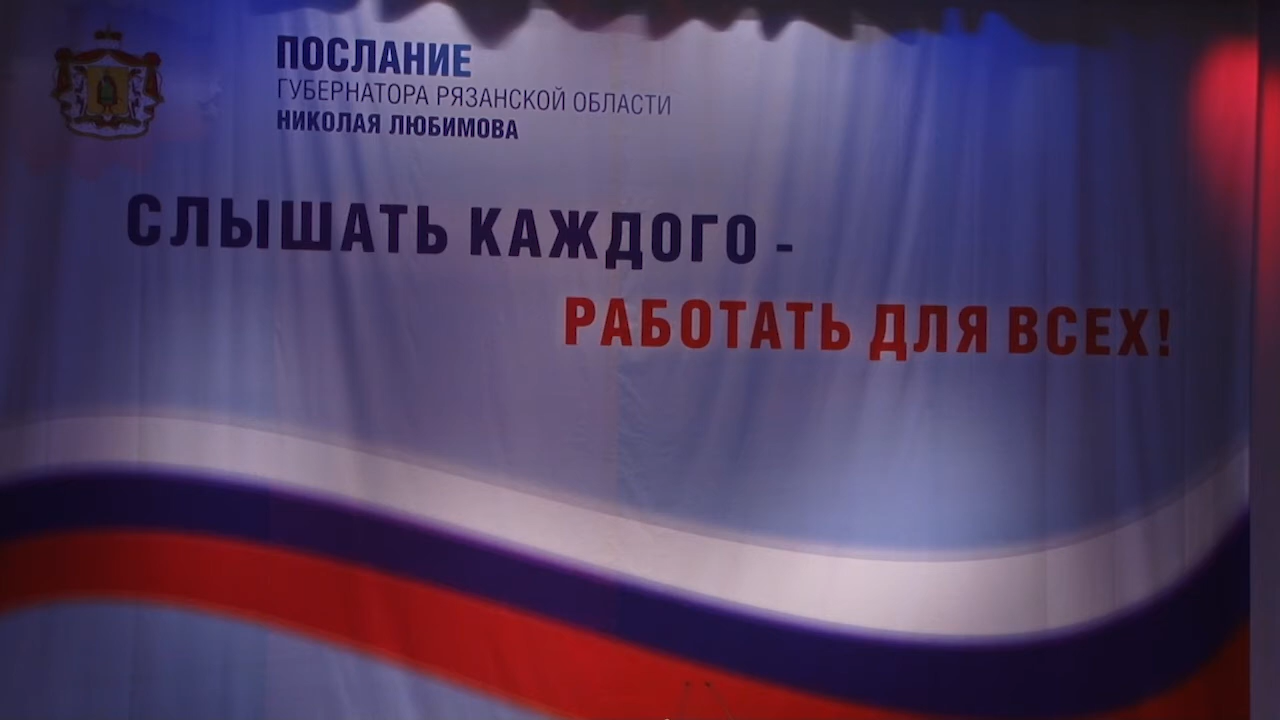 ПОСЛАНИЕ
ГУБЕРНАТОРА РЯЗАНСКОЙ ОБЛАСТИ
НИКОЛАЯ ЛЮБИМОВА
СЛЫШАТЬ КАЖДОГО -
РАБОТАТЬ ДЛЯ ВСЕХ!